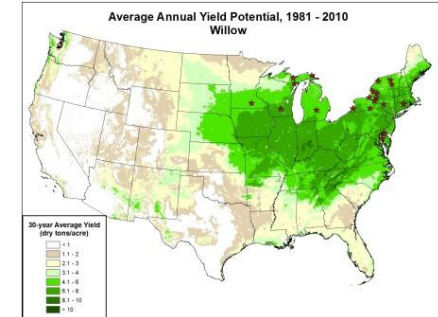 Average Annual Yield Potential, 1981 - 2010
Willow
30-year Average Yield
(dry tons/acre)
< 1
1.1 - 2
2.1 - 3
3.1 - 4
4.1 - 6
6.1 - 8
8.1 - 10
> 10